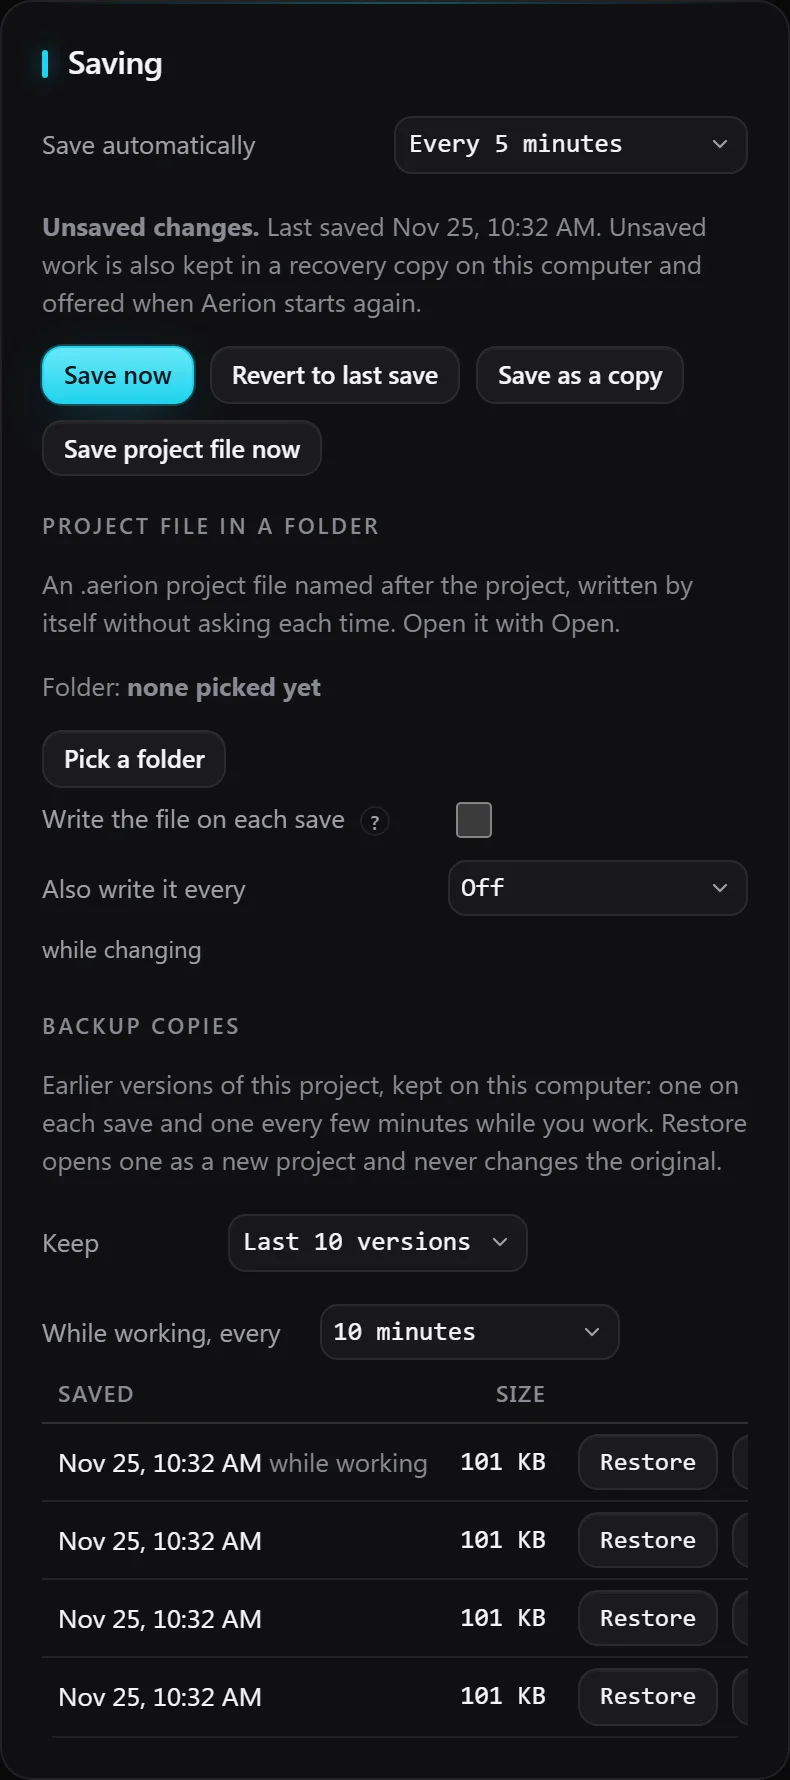 Saving
Save automatically
Every 5 minutes
Unsaved changes. Last saved Nov 25, 10:32 AM. Unsaved
work is also kept in a recovery copy on this computer and
offered when Aerion starts again.
Save now
Revert to last save
Save as a copy
Save project file now
PROJECT FILE IN A FOLDER
An .aerion project file named after the project, written by
itself without asking each time. Open it with Open.
Folder: none picked yet
Pick a folder
Write the file on each save ?
Also write it every
Off
while changing
BACKUP COPIES
Earlier versions of this project, kept on this computer: one on
each save and one every few minutes while you work. Restore
opens one as a new project and never changes the original.
Keep
Last 10 versions
While working, every
10 minutes
SAVED SIZE
Nov 25, 10:32 AM while working 101 KB Restore
Nov 25, 10:32 AM 101 KB Restore
Nov 25, 10:32 AM 101 KB Restore
Nov 25, 10:32 AM 101 KB Restore